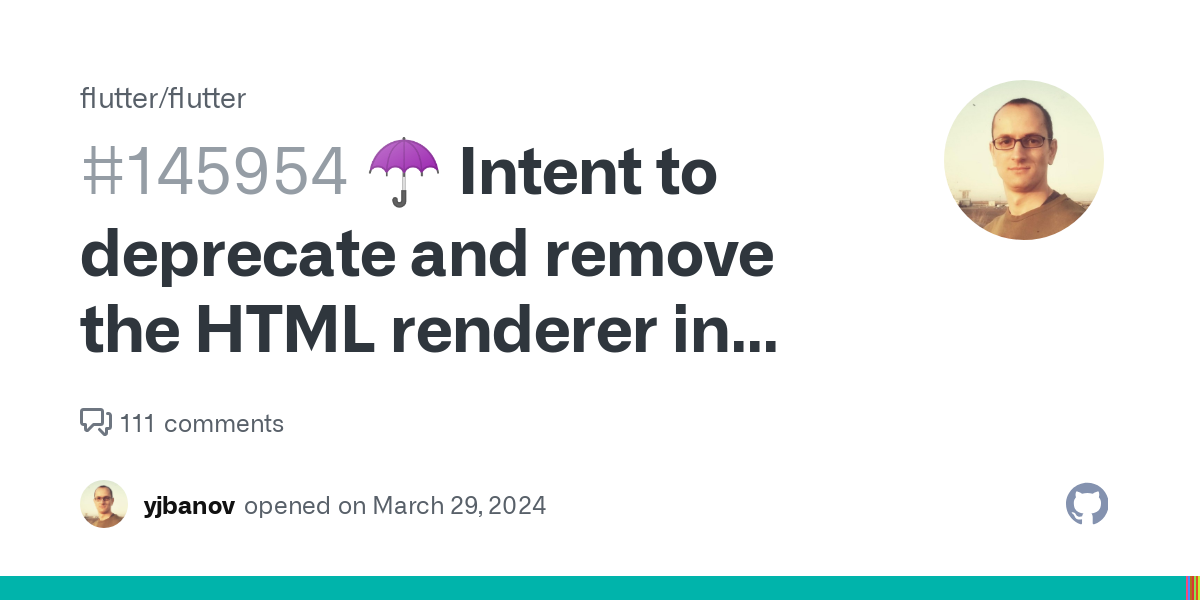 flutter/flutter
#145954 ☂ Intent to
deprecate and remove
the HTML renderer in...
111 comments
yjbanov opened on March 29, 2024